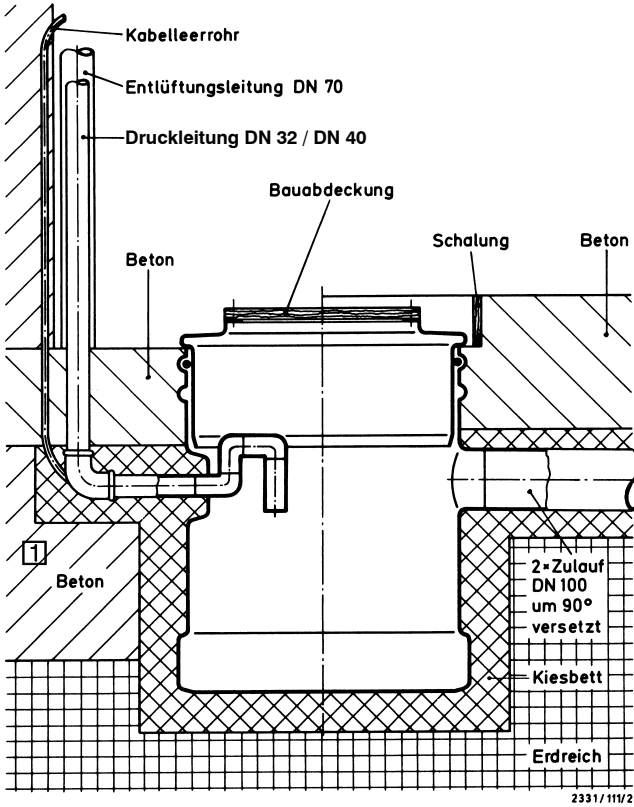 Kabelleerrohr
Entlüftungsleitung DN 70
Druckleitung DN 32 / DN 40
Bauabdeckung
Schalung
Beton
Beton
1
Beton
2×Zulauf
DN 100
um 90°
versetzt
Kiesbett
Erdreich
2331/111/2